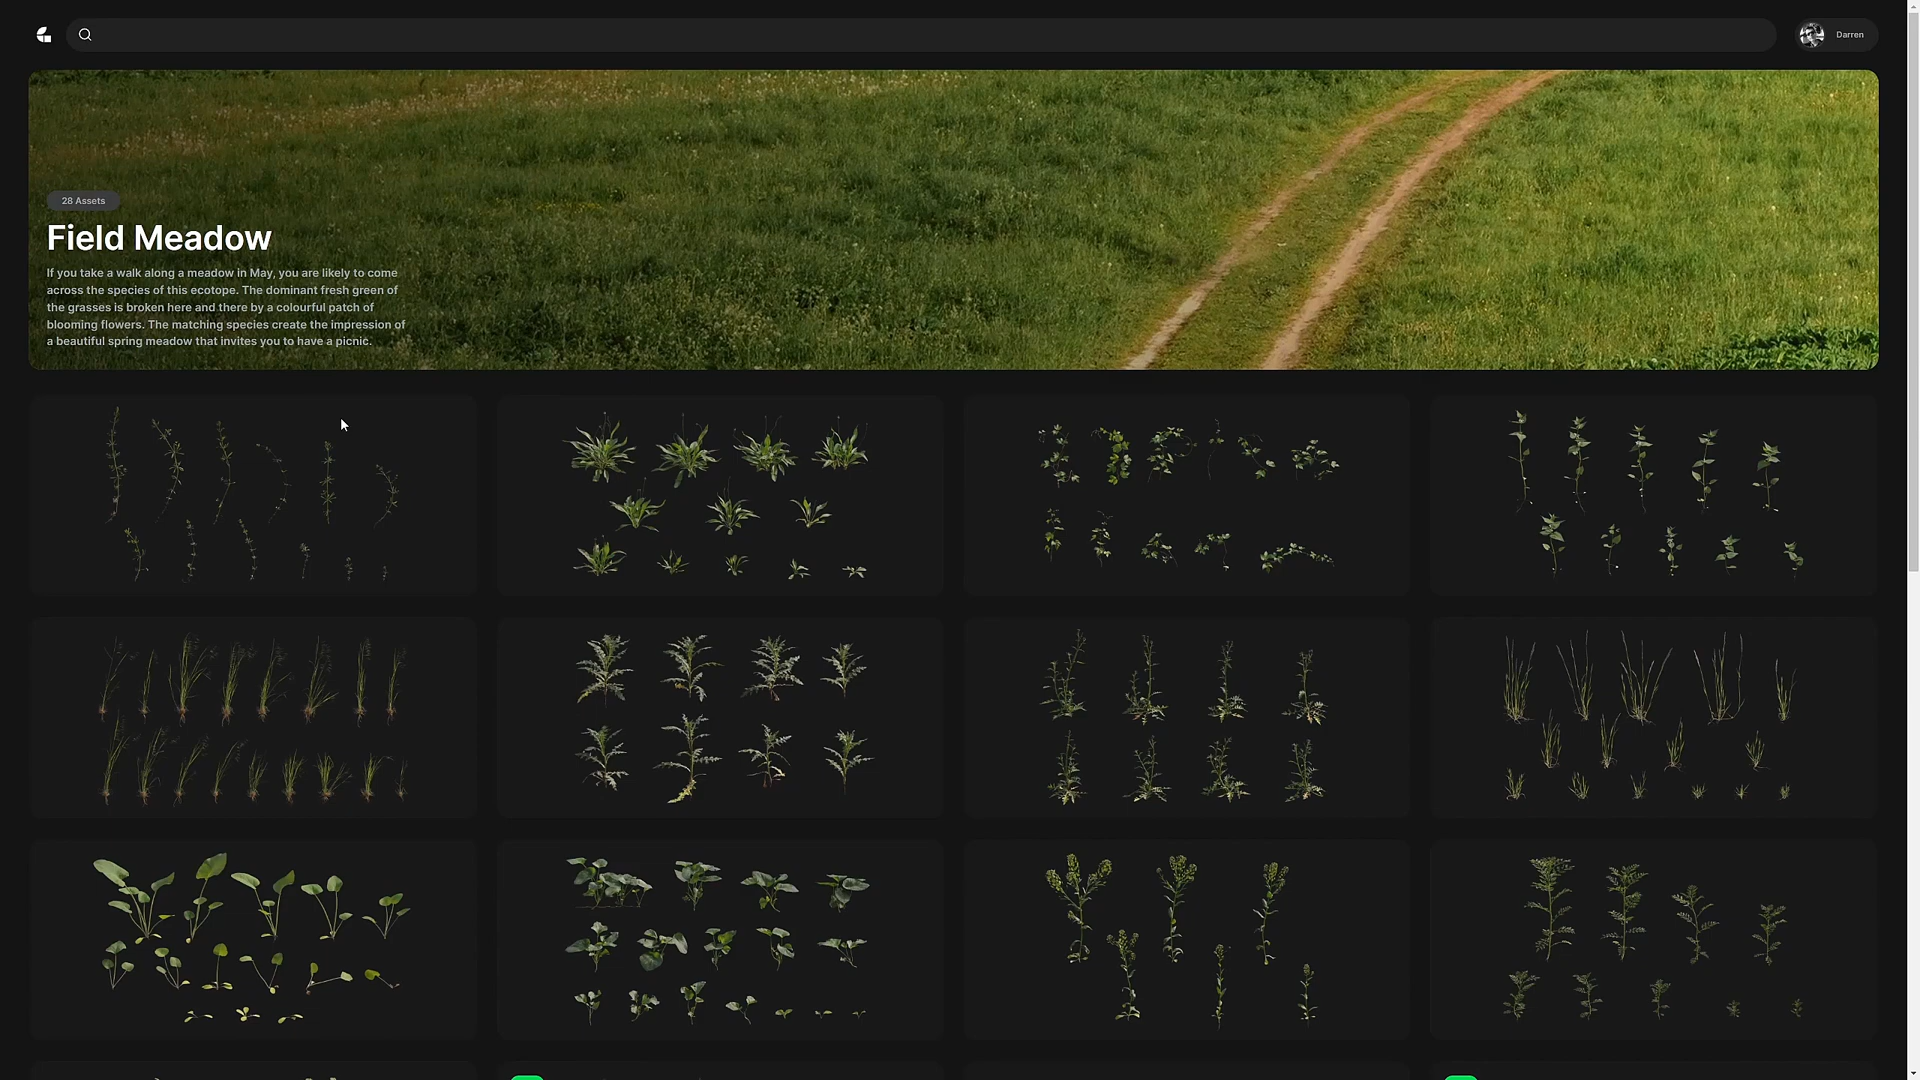 Darren
28 Assets
Field Meadow
If you take a walk along a meadow in May, you are likely to come
across the species of this ecotope. The dominant fresh green of
the grasses is broken here and there by a colourful patch of
blooming flowers. The matching species create the impression of
a beautiful spring meadow that invites you to have a picnic.